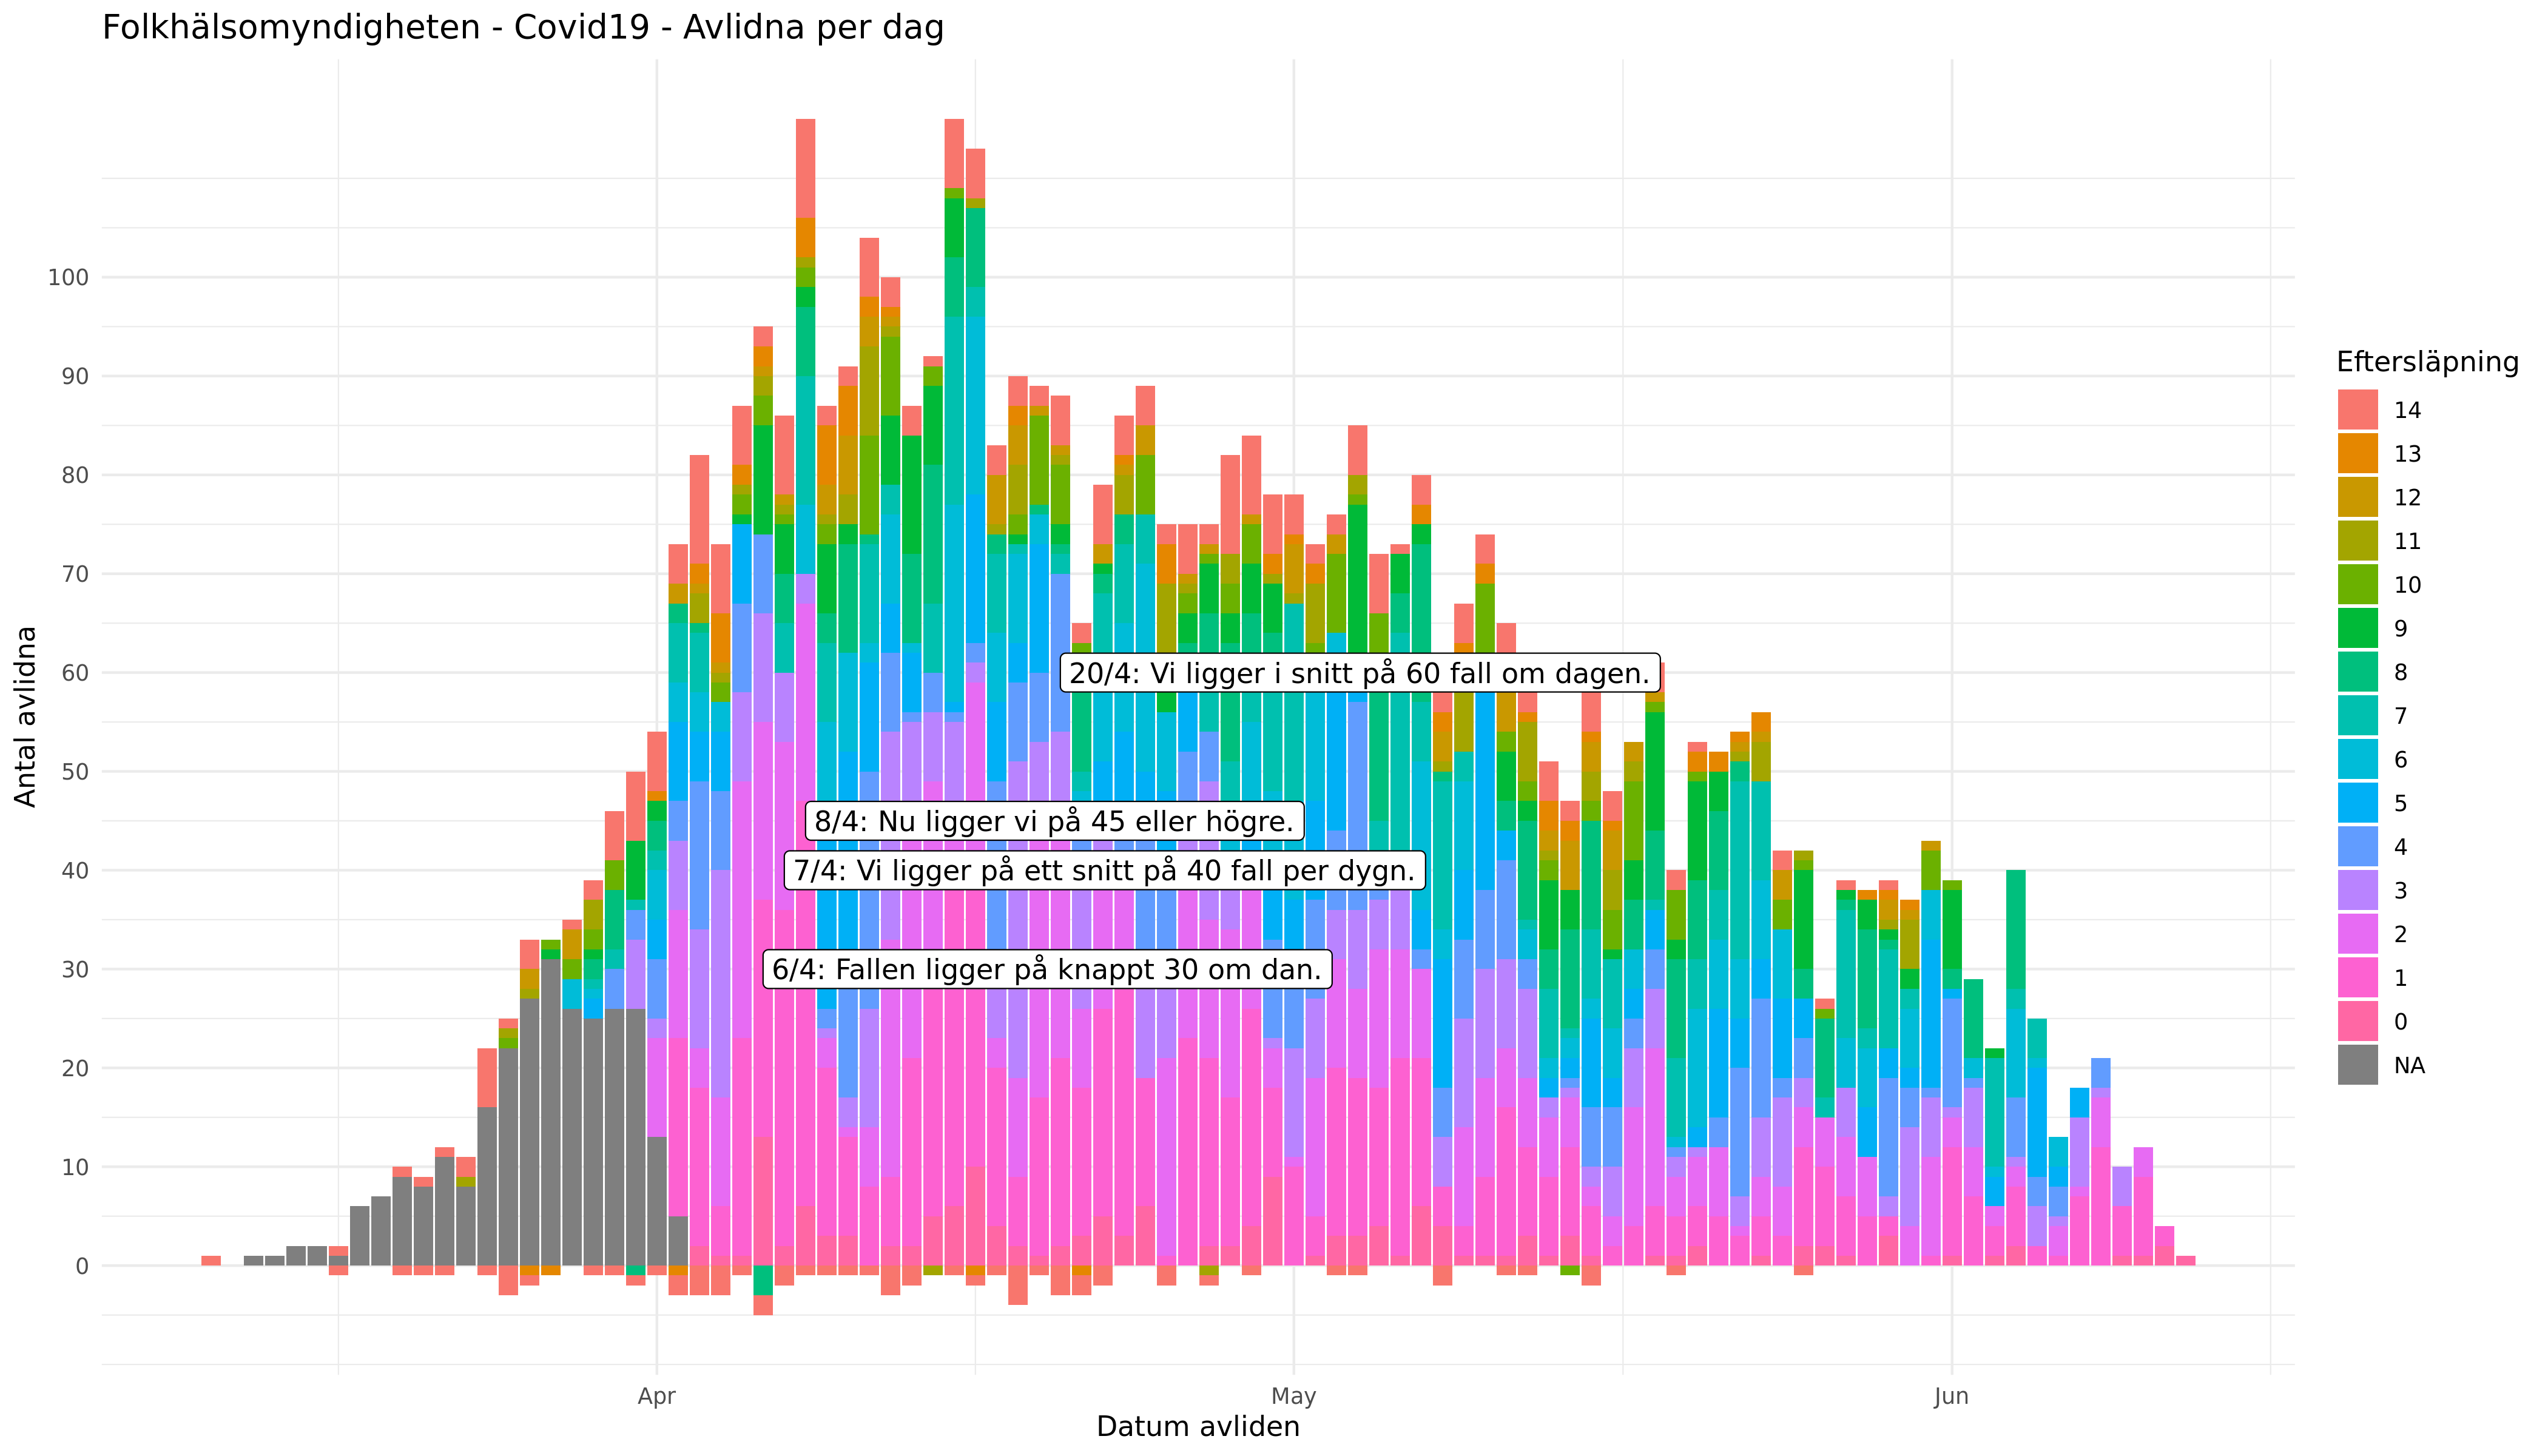 Folkhälsomyndigheten - Covid19 - Avlidna per dag
Antal avlidna
100
90
80
70
60
50
40
30
20
10
0
20/4: Vi ligger i snitt på 60 fall om dagen.
8/4: Nu ligger vi på 45 eller högre.
7/4: Vi ligger på ett snitt på 40 fall per dygn.
6/4: Fallen ligger på knappt 30 om dan.
Apr
May
Jun
Datum avliden
Eftersläpning
14
13
12
11
10
9
8
7
6
5
4
3
2
1
0
NA